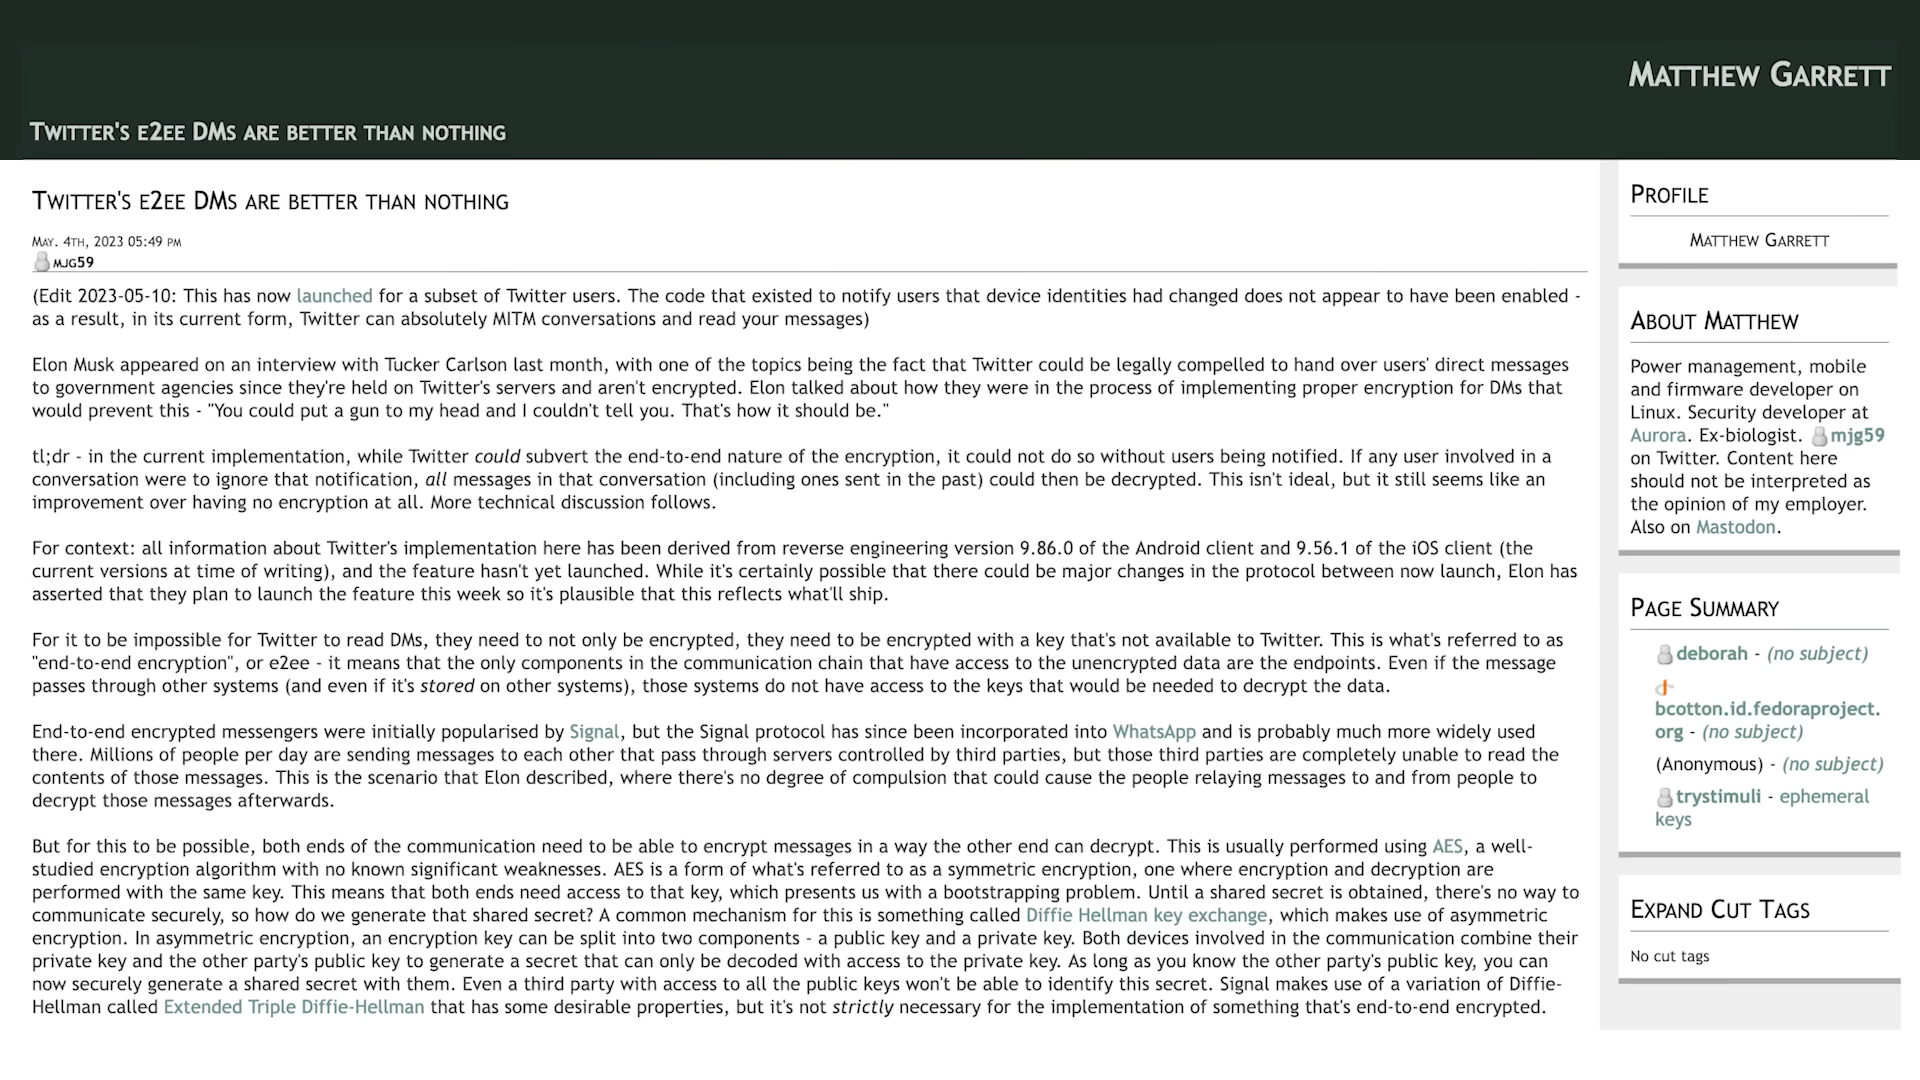 MATTHEW GARRETT
TWITTER'S E2EE DMS ARE BETTER THAN NOTHING
TWITTER'S E2EE DMS ARE BETTER THAN NOTHING
MAY. 4TH, 2023 05:49 PM
MJG59
(Edit 2023-05-10: This has now launched for a subset of Twitter users. The code that existed to notify users that device identities had changed does not appear to have been enabled -
as a result, in its current form, Twitter can absolutely MITM conversations and read your messages)
Elon Musk appeared on an interview with Tucker Carlson last month, with one of the topics being the fact that Twitter could be legally compelled to hand over users' direct messages
to government agencies since they're held on Twitter's servers and aren't encrypted. Elon talked about how they were in the process of implementing proper encryption for DMs that
would prevent this - "You could put a gun to my head and I couldn't tell you. That's how it should be."
tl;dr - in the current implementation, while Twitter could subvert the end-to-end nature of the encryption, it could not do so without users being notified. If any user involved in a
conversation were to ignore that notification, all messages in that conversation (including ones sent in the past) could then be decrypted. This isn't ideal, but it still seems like an
improvement over having no encryption at all. More technical discussion follows.
For context: all information about Twitter's implementation here has been derived from reverse engineering version 9.86.0 of the Android client and 9.56.1 of the iOS client (the
current versions at time of writing), and the feature hasn't yet launched. While it's certainly possible that there could be major changes in the protocol between now launch, Elon has
asserted that they plan to launch the feature this week so it's plausible that this reflects what'll ship.
For it to be impossible for Twitter to read DMs, they need to not only be encrypted, they need to be encrypted with a key that's not available to Twitter. This is what's referred to as
"end-to-end encryption", or e2ee - it means that the only components in the communication chain that have access to the unencrypted data are the endpoints. Even if the message
passes through other systems (and even if it's stored on other systems), those systems do not have access to the keys that would be needed to decrypt the data.
End-to-end encrypted messengers were initially popularised by Signal, but the Signal protocol has since been incorporated into WhatsApp and is probably much more widely used
there. Millions of people per day are sending messages to each other that pass through servers controlled by third parties, but those third parties are completely unable to read the
contents of those messages. This is the scenario that Elon described, where there's no degree of compulsion that could cause the people relaying messages to and from people to
decrypt those messages afterwards.
But for this to be possible, both ends of the communication need to be able to encrypt messages in a way the other end can decrypt. This is usually performed using AES, a well-
studied encryption algorithm with no known significant weaknesses. AES is a form of what's referred to as a symmetric encryption, one where encryption and decryption are
performed with the same key. This means that both ends need access to that key, which presents us with a bootstrapping problem. Until a shared secret is obtained, there's no way to
communicate securely, so how do we generate that shared secret? A common mechanism for this is something called Diffie Hellman key exchange, which makes use of asymmetric
encryption. In asymmetric encryption, an encryption key can be split into two components - a public key and a private key. Both devices involved in the communication combine their
private key and the other party's public key to generate a secret that can only be decoded with access to the private key. As long as you know the other party's public key, you can
now securely generate a shared secret with them. Even a third party with access to all the public keys won't be able to identify this secret. Signal makes use of a variation of Diffie-
Hellman called Extended Triple Diffie-Hellman that has some desirable properties, but it's not strictly necessary for the implementation of something that's end-to-end encrypted.
PROFILE
MATTHEW GARRETT
ABOUT MATTHEW
Power management, mobile
and firmware developer on
Linux. Security developer at
Aurora. Ex-biologist. mjg59
on Twitter. Content here
should not be interpreted as
the opinion of my employer.
Also on Mastodon.
PAGE SUMMARY
deborah - (no subject)
bcotton.id.fedoraproject.
org - (no subject)
(Anonymous) - (no subject)
trystimuli - ephemeral
keys
EXPAND CUT TAGS
No cut tags